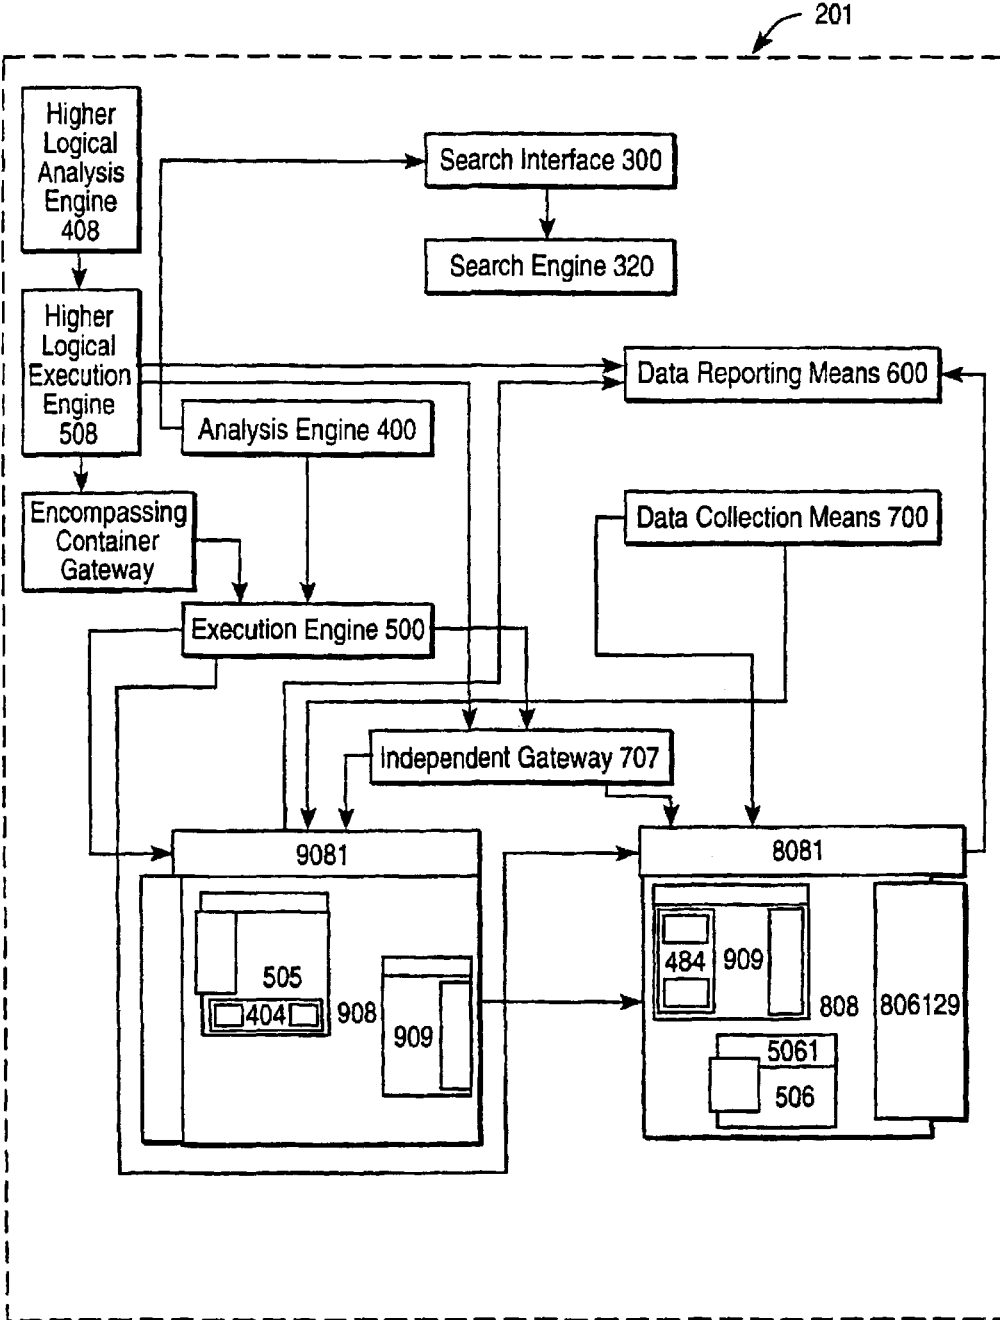 201
Higher
Logical
Analysis
Engine
408
Search Interface 300
Search Engine 320
Higher
Logical
Execution
Engine
508
Data Reporting Means 600
Analysis Engine 400
Encompassing
Container
Gateway
Data Collection Means 700
Execution Engine 500
Independent Gateway 707
9081
8081
505
404
908
909
484
909
808
806129
5061
506